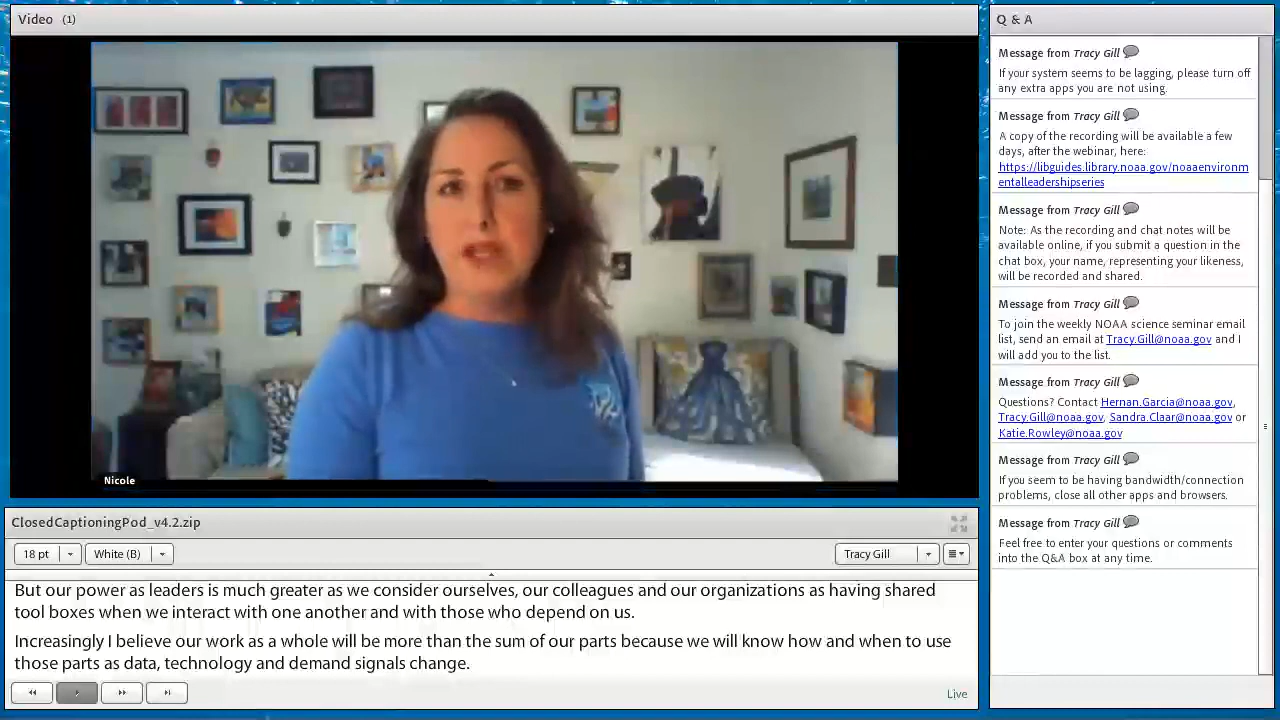 Video (1)
Nicole
ClosedCaptioningPod_v4.2.zip
18 pt
White (B)
Tracy Gill
But our power as leaders is much greater as we consider ourselves, our colleagues and our organizations as having shared
tool boxes when we interact with one another and with those who depend on us.
Increasingly I believe our work as a whole will be more than the sum of our parts because we will know how and when to use
those parts as data, technology and demand signals change.
Live
Q & A
Message from Tracy Gill
If your system seems to be lagging, please turn off
any extra apps you are not using.
Message from Tracy Gill
A copy of the recording will be available a few
days, after the webinar, here:
https://libguides.library.noaa.gov/noaaenvironm
entalleadershipseries
Message from Tracy Gill
Note: As the recording and chat notes will be
available online, if you submit a question in the
chat box, your name, representing your likeness,
will be recorded and shared.
Message from Tracy Gill
To join the weekly NOAA science seminar email
list, send an email at Tracy.Gill@noaa.gov and I
will add you to the list.
Message from Tracy Gill
Questions? Contact Hernan.Garcia@noaa.gov,
Tracy.Gill@noaa.gov, Sandra.Claar@noaa.gov or
Katie.Rowley@noaa.gov
Message from Tracy Gill
If you seem to be having bandwidth/connection
problems, close all other apps and browsers.
Message from Tracy Gill
Feel free to enter your questions or comments
into the Q&A box at any time.